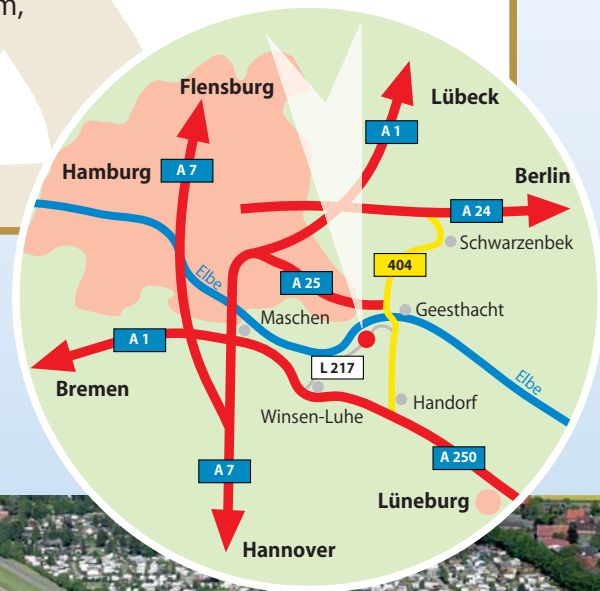 m,
Flensburg
Lübeck
A 1
Hamburg
A 7
Berlin
A 24
Schwarzenbek
404
Elbe
A 25
Geesthacht
Maschen
A 1
L 217
Bremen
Elbe
Winsen-Luhe
Handorf
A 250
A 7
Lüneburg
Hannover